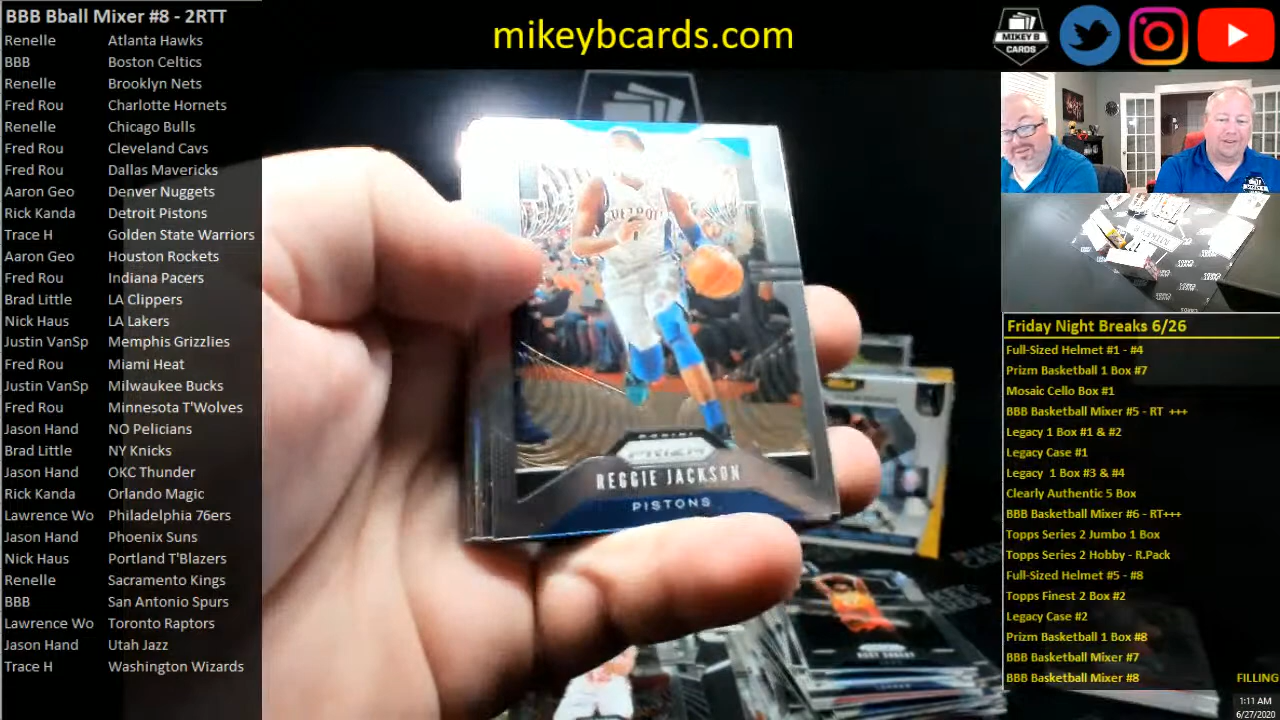 BBB Bball Mixer #8 - 2RTT
Renelle Atlanta Hawks
BBB Boston Celtics
Renelle Brooklyn Nets
Fred Rou Charlotte Hornets
Renelle Chicago Bulls
Fred Rou Cleveland Cavs
Fred Rou Dallas Mavericks
Aaron Geo Denver Nuggets
Rick Kanda Detroit Pistons
Trace H Golden State Warriors
Aaron Geo Houston Rockets
Fred Rou Indiana Pacers
Brad Little LA Clippers
Nick Haus LA Lakers
Justin VanSp Memphis Grizzlies
Fred Rou Miami Heat
Justin VanSp Milwaukee Bucks
Fred Rou Minnesota T'Wolves
Jason Hand NO Pelicians
Brad Little NY Knicks
Jason Hand OKC Thunder
Rick Kanda Orlando Magic
Lawrence Wo Philadelphia 76ers
Jason Hand Phoenix Suns
Nick Haus Portland T'Blazers
Renelle Sacramento Kings
BBB San Antonio Spurs
Lawrence Wo Toronto Raptors
Jason Hand Utah Jazz
Trace H Washington Wizards
mikeybcards.com
MIKEY B
CARDS
DETROIT
PANINI
PRIZM
REGGIE JACKSON
PISTONS
Friday Night Breaks 6/26
Full-Sized Helmet #1 - #4
Prizm Basketball 1 Box #7
Mosaic Cello Box #1
BBB Basketball Mixer #5 - RT +++
Legacy 1 Box #1 & #2
Legacy Case #1
Legacy 1 Box #3 & #4
Clearly Authentic 5 Box
BBB Basketball Mixer #6 - RT+++
Topps Series 2 Jumbo 1 Box
Topps Series 2 Hobby - R.Pack
Full-Sized Helmet #5 - #8
Topps Finest 2 Box #2
Legacy Case #2
Prizm Basketball 1 Box #8
BBB Basketball Mixer #7
BBB Basketball Mixer #8 FILLING
1:11 AM
6/27/2020